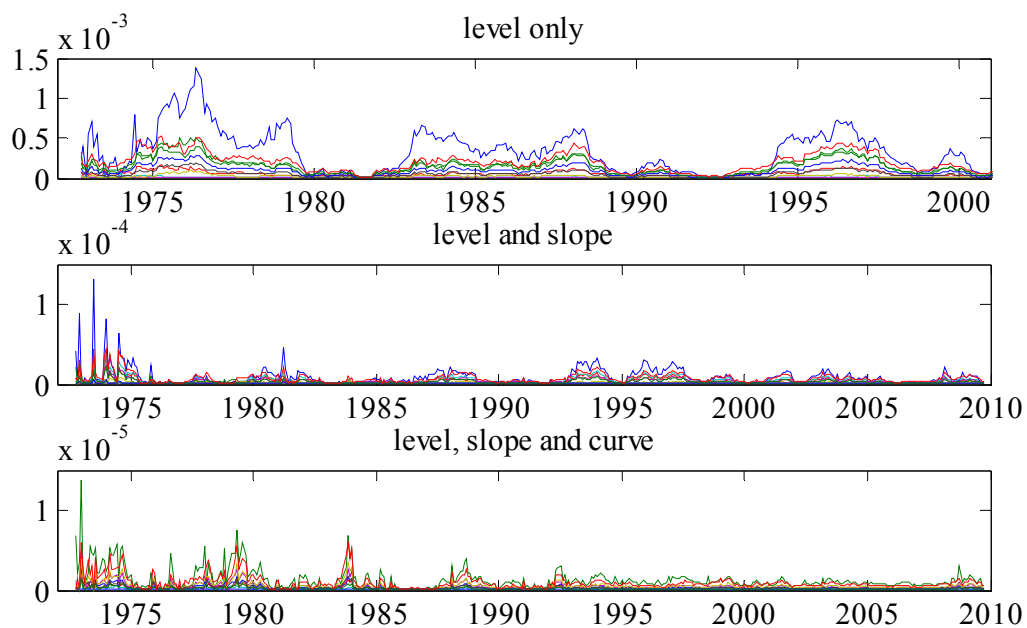 x 10^-3
level only
1.5
1
0.5
0
1975 1980 1985 1990 1995 2000
x 10^-4
level and slope
1
0
1975 1980 1985 1990 1995 2000 2005 2010
x 10^-5
level, slope and curve
1
0
1975 1980 1985 1990 1995 2000 2005 2010